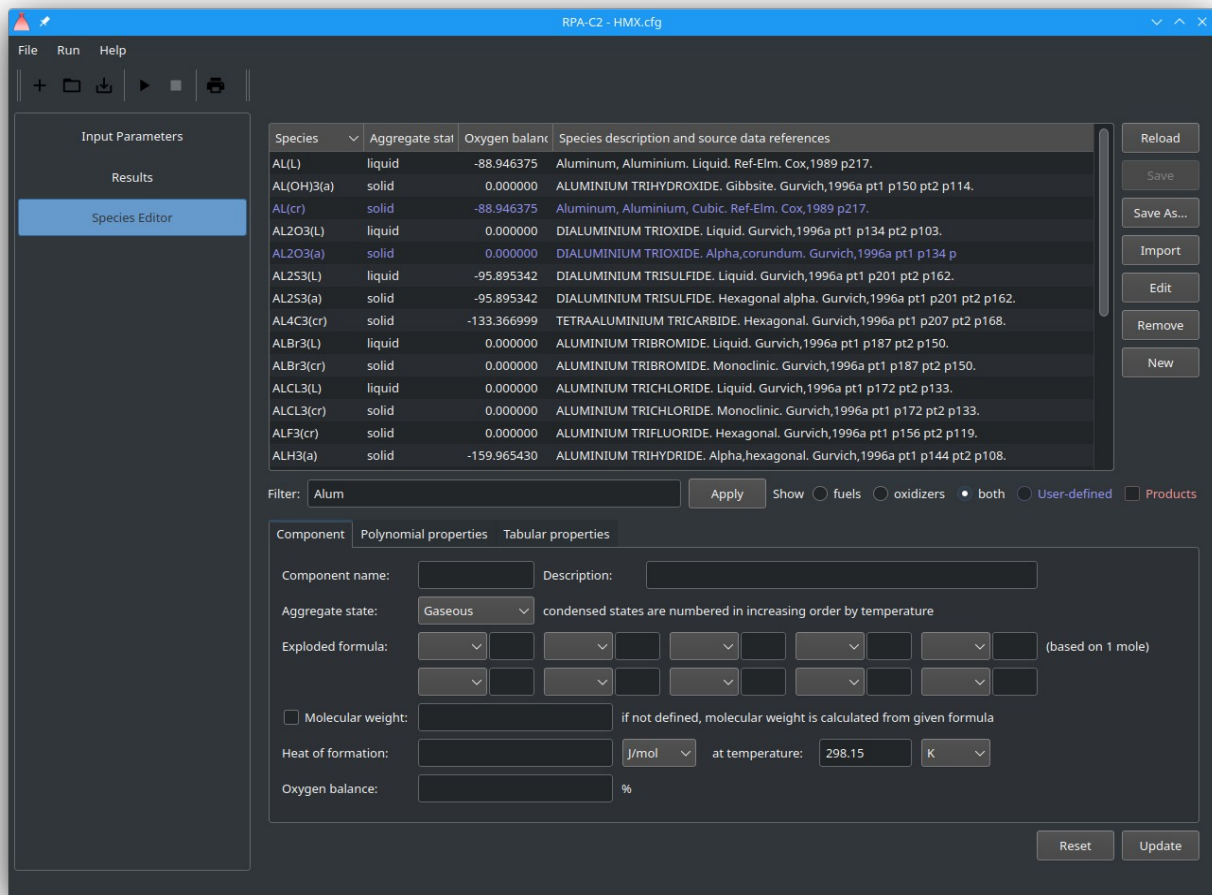 RPA-C2 - HMX.cfg
File Run Help
Input Parameters
Results
Species Editor
Species Aggregate stat Oxygen balanc Species description and source data references
AL(L) liquid -88.946375 Aluminum, Aluminium. Liquid. Ref-Elm. Cox,1989 p217.
AL(OH)3(a) solid 0.000000 ALUMINIUM TRIHYDROXIDE. Gibbsite. Gurvich,1996a pt1 p150 pt2 p114.
AL(cr) solid -88.946375 Aluminum, Aluminium, Cubic. Ref-Elm. Cox,1989 p217.
AL2O3(L) liquid 0.000000 DIALUMINIUM TRIOXIDE. Liquid. Gurvich,1996a pt1 p134 pt2 p103.
AL2O3(a) solid 0.000000 DIALUMINIUM TRIOXIDE. Alpha,corundum. Gurvich,1996a pt1 p134 p
AL2S3(L) liquid -95.895342 DIALUMINIUM TRISULFIDE. Liquid. Gurvich,1996a pt1 p201 pt2 p162.
AL2S3(a) solid -95.895342 DIALUMINIUM TRISULFIDE. Hexagonal alpha. Gurvich,1996a pt1 p201 pt2 p162.
AL4C3(cr) solid -133.366999 TETRAALUMINIUM TRICARBIDE. Hexagonal. Gurvich,1996a pt1 p207 pt2 p168.
ALBr3(L) liquid 0.000000 ALUMINIUM TRIBROMIDE. Liquid. Gurvich,1996a pt1 p187 pt2 p150.
ALBr3(cr) solid 0.000000 ALUMINIUM TRIBROMIDE. Monoclinic. Gurvich,1996a pt1 p187 pt2 p150.
ALCL3(L) liquid 0.000000 ALUMINIUM TRICHLORIDE. Liquid. Gurvich,1996a pt1 p172 pt2 p133.
ALCL3(cr) solid 0.000000 ALUMINIUM TRICHLORIDE. Monoclinic. Gurvich,1996a pt1 p172 pt2 p133.
ALF3(cr) solid 0.000000 ALUMINIUM TRIFLUORIDE. Hexagonal. Gurvich,1996a pt1 p156 pt2 p119.
ALH3(a) solid -159.965430 ALUMINIUM TRIHYDRIDE. Alpha,hexagonal. Gurvich,1996a pt1 p144 pt2 p108.
Reload
Save
Save As...
Import
Edit
Remove
New
Filter: Alum Apply Show fuels oxidizers both User-defined Products
Component Polynomial properties Tabular properties
Component name: Description:
Aggregate state: Gaseous condensed states are numbered in increasing order by temperature
Exploded formula: (based on 1 mole)
Molecular weight: if not defined, molecular weight is calculated from given formula
Heat of formation: J/mol at temperature: 298.15 K
Oxygen balance: %
Reset Update